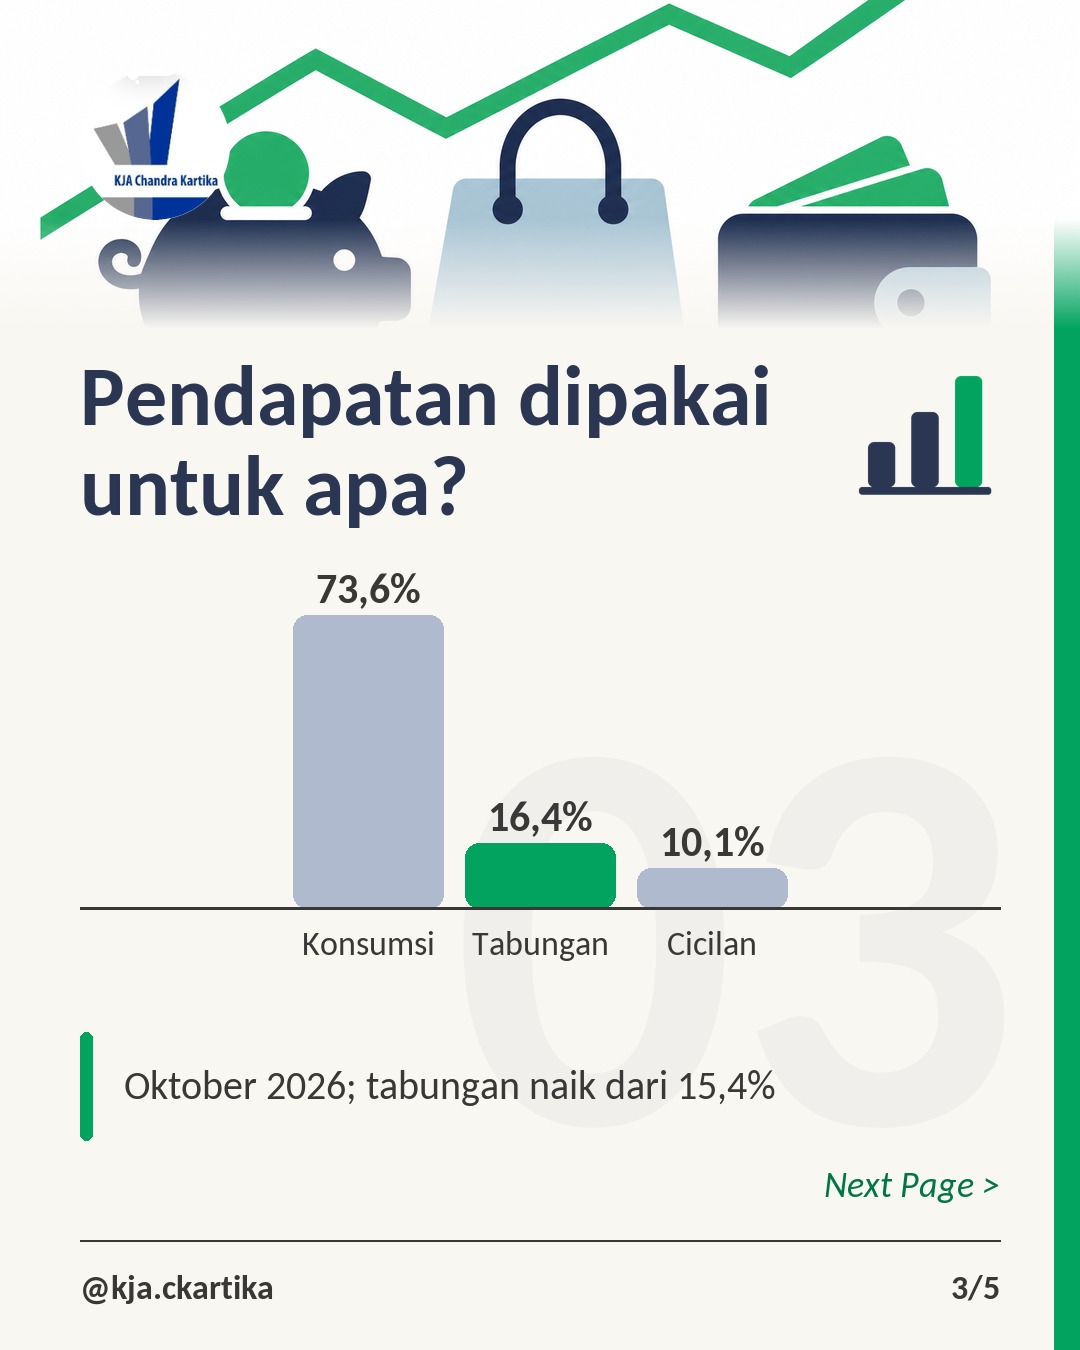 KJA Chandra Kartika
Pendapatan dipakai
untuk apa?
73,6%
16,4%
10,1%
Konsumsi
Tabungan
Cicilan
03
Oktober 2026; tabungan naik dari 15,4%
Next Page >
@kja.ckartika
3/5